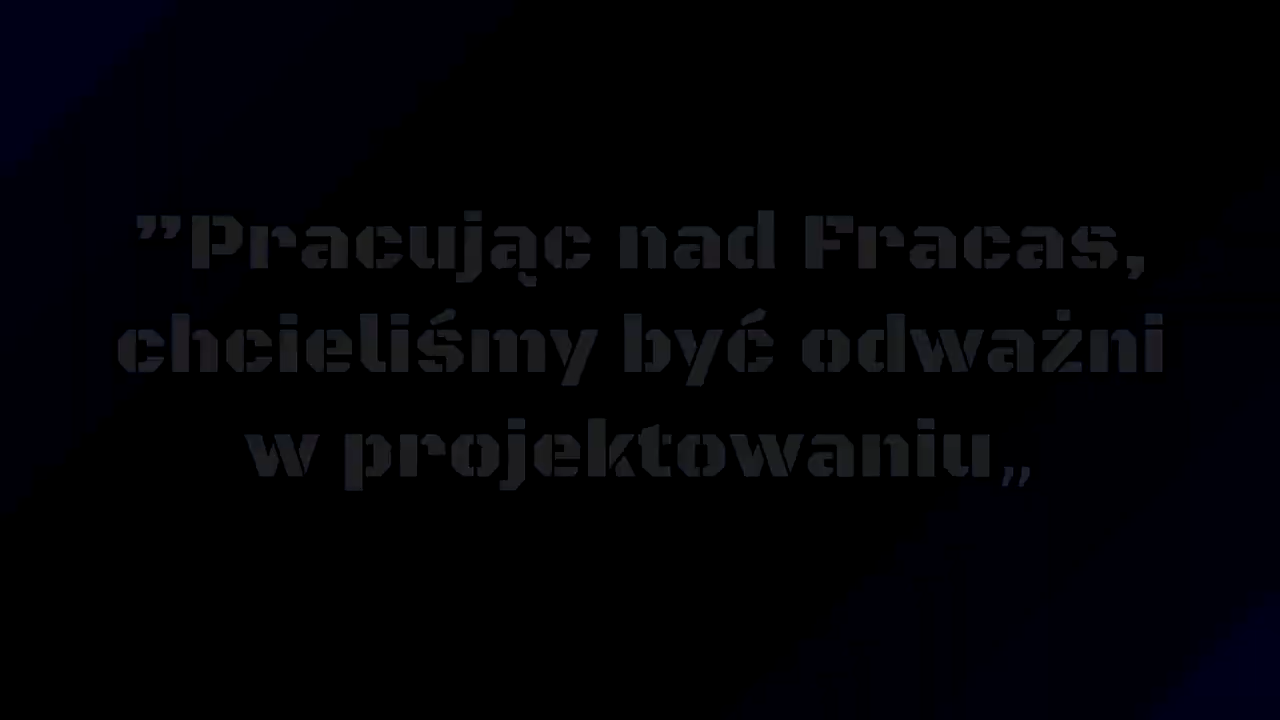 ”Pracując nad Fracas,
chcieliśmy być odważni
w projektowaniu„